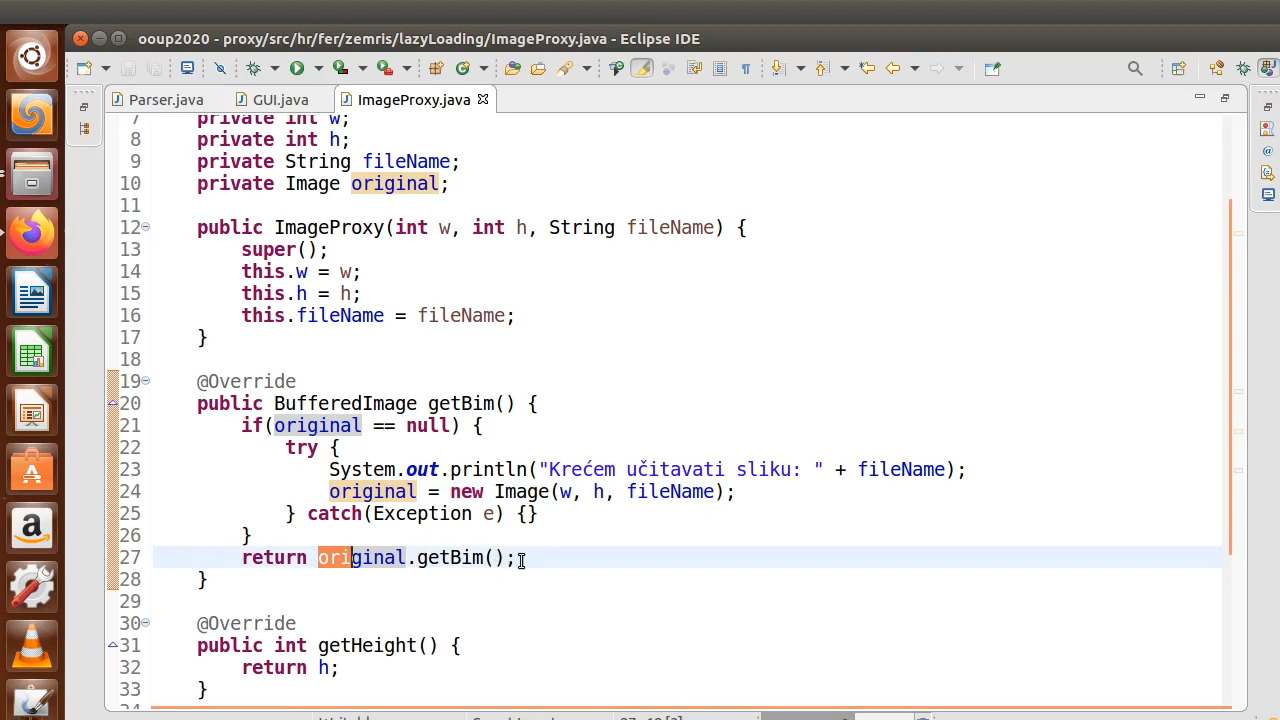 ooup2020 - proxy/src/hr/fer/zemris/lazyLoading/ImageProxy.java - Eclipse IDE
Parser.java GUI.java ImageProxy.java
7 private int w;
8 private int h;
9 private String fileName;
10 private Image original;
11
12 public ImageProxy(int w, int h, String fileName) {
13 super();
14 this.w = w;
15 this.h = h;
16 this.fileName = fileName;
17 }
18
19 @Override
20 public BufferedImage getBim() {
21 if(original == null) {
22 try {
23 System.out.println("Krećem učitavati sliku: " + fileName);
24 original = new Image(w, h, fileName);
25 } catch(Exception e) {}
26 }
27 return original.getBim();
28 }
29
30 @Override
31 public int getHeight() {
32 return h;
33 }